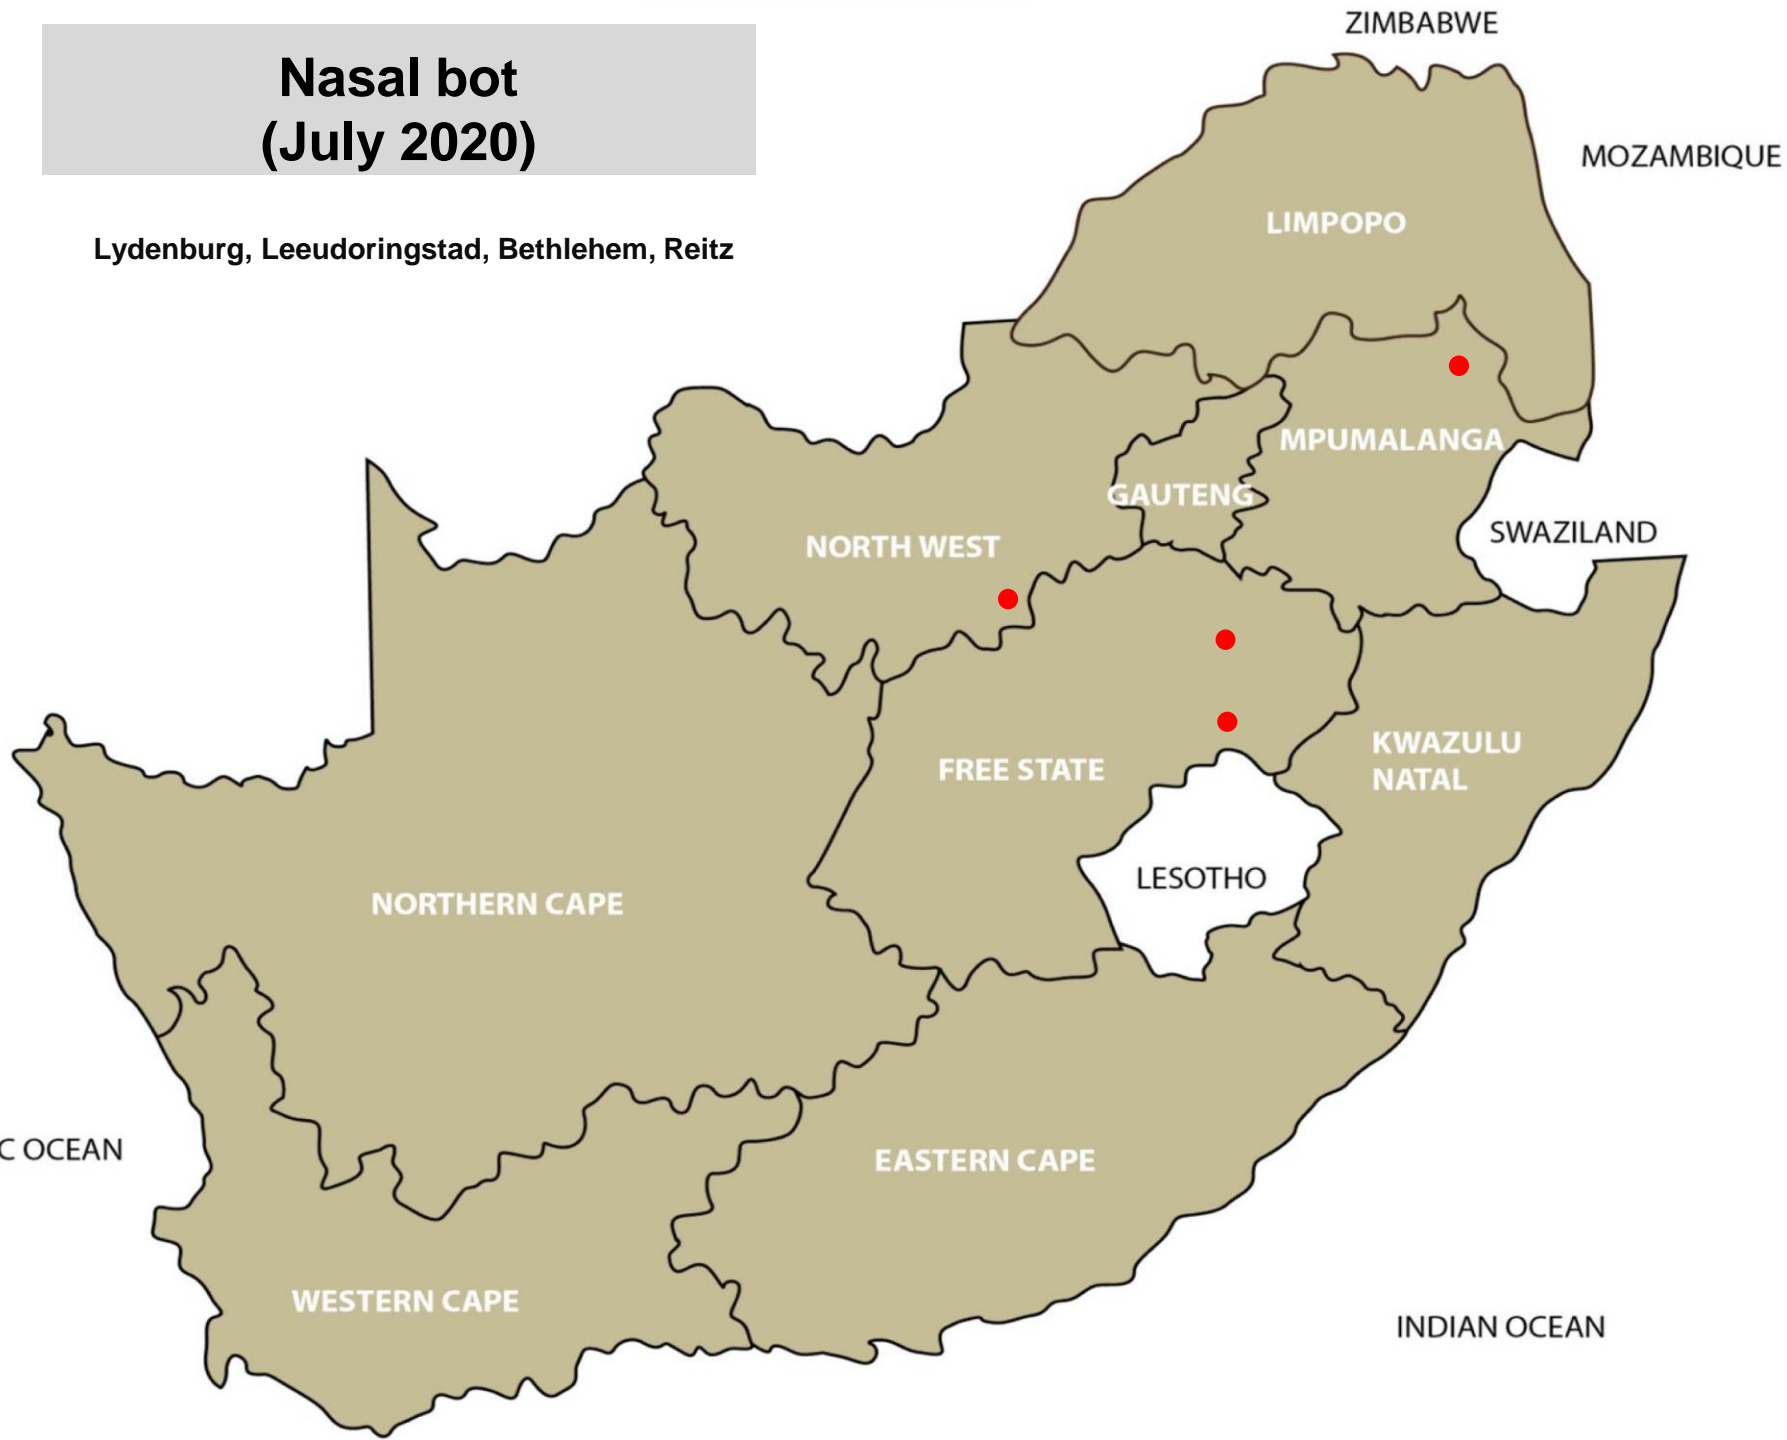 Nasal bot
(July 2020)
Lydenburg, Leeudoringstad, Bethlehem, Reitz
ZIMBABWE
MOZAMBIQUE
LIMPOPO
MPUMALANGA
GAUTENG
SWAZILAND
NORTH WEST
KWAZULU
NATAL
FREE STATE
LESOTHO
NORTHERN CAPE
C OCEAN
EASTERN CAPE
WESTERN CAPE
INDIAN OCEAN